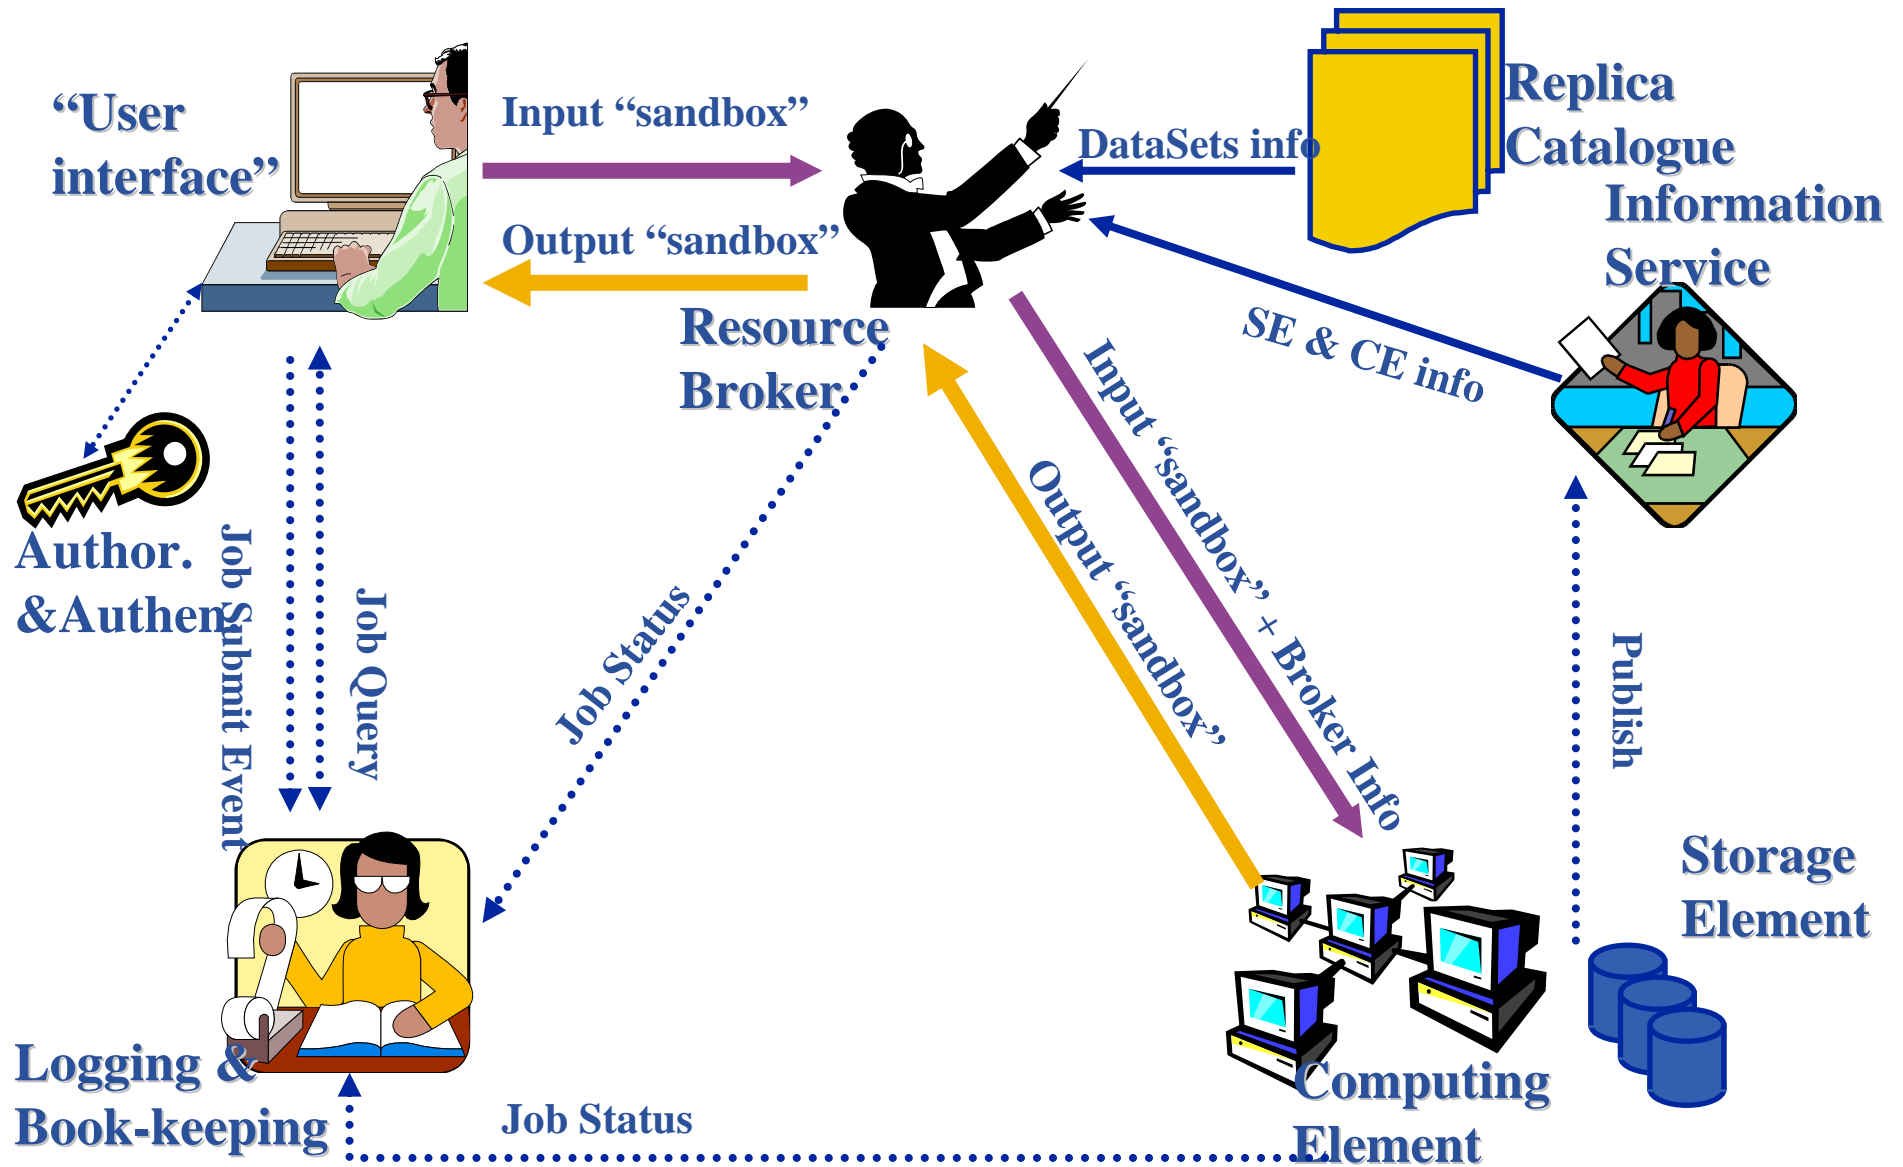 “User
interface”
Input “sandbox”
Output “sandbox”
Resource
Broker
DataSets info
Replica
Catalogue
Information
Service
SE & CE info
Author.
&Authen.
Job Submit Event
Job Query
Job Status
Input “sandbox” + Broker Info
Output “sandbox”
Publish
Storage
Element
Computing
Element
Logging &
Book-keeping
Job Status